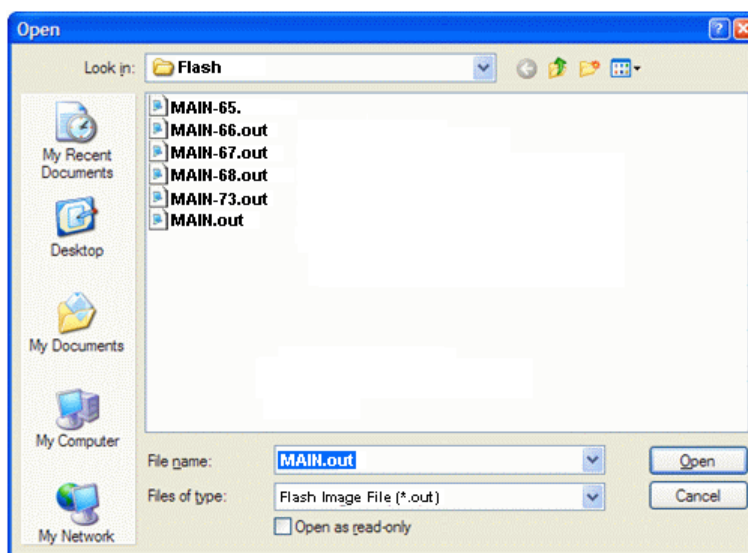 Open
Look in:
Flash
MAIN-65.
MAIN-66.out
MAIN-67.out
MAIN-68.out
MAIN-73.out
MAIN.out
My Recent
Documents
Desktop
My Documents
My Computer
My Network
File name:
MAIN.out
Open
Files of type:
Flash Image File (*.out)
Cancel
Open as read-only